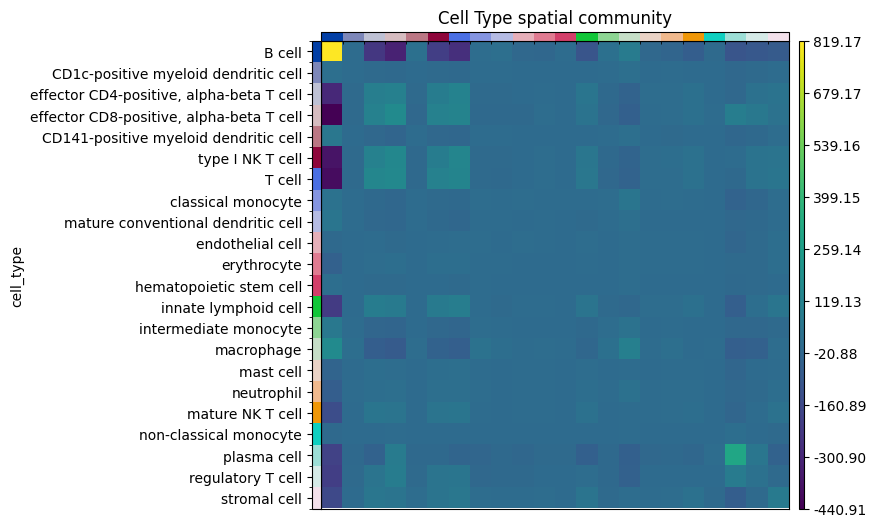 Cell Type spatial community
B cell
CD1c-positive myeloid dendritic cell
effector CD4-positive, alpha-beta T cell
effector CD8-positive, alpha-beta T cell
CD141-positive myeloid dendritic cell
type I NK T cell
T cell
classical monocyte
mature conventional dendritic cell
endothelial cell
erythrocyte
hematopoietic stem cell
innate lymphoid cell
intermediate monocyte
macrophage
mast cell
neutrophil
mature NK T cell
non-classical monocyte
plasma cell
regulatory T cell
stromal cell
cell_type
819.17
679.17
539.16
399.15
259.14
119.13
-20.88
-160.89
-300.90
-440.91